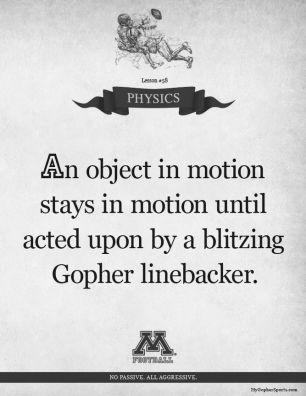 Lesson #58
PHYSICS
An object in motion
stays in motion until
acted upon by a blitzing
Gopher linebacker.
M
FOOTBALL
NO PASSIVE. ALL AGGRESSIVE.
MyGopherSports.com